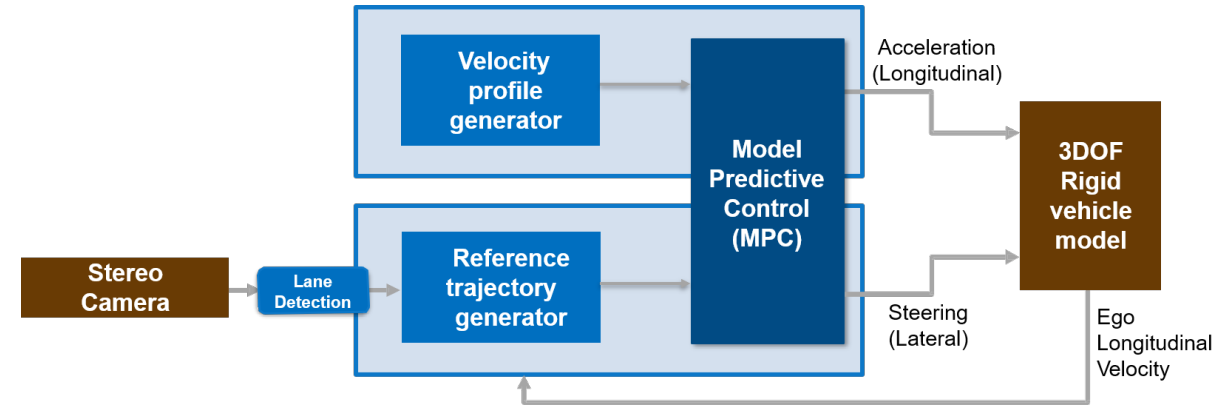 Velocity
profile
generator
Model
Predictive
Control
(MPC)
Acceleration
(Longitudinal)
3DOF
Rigid
vehicle
model
Stereo
Camera
Lane
Detection
Reference
trajectory
generator
Steering
(Lateral)
Ego
Longitudinal
Velocity